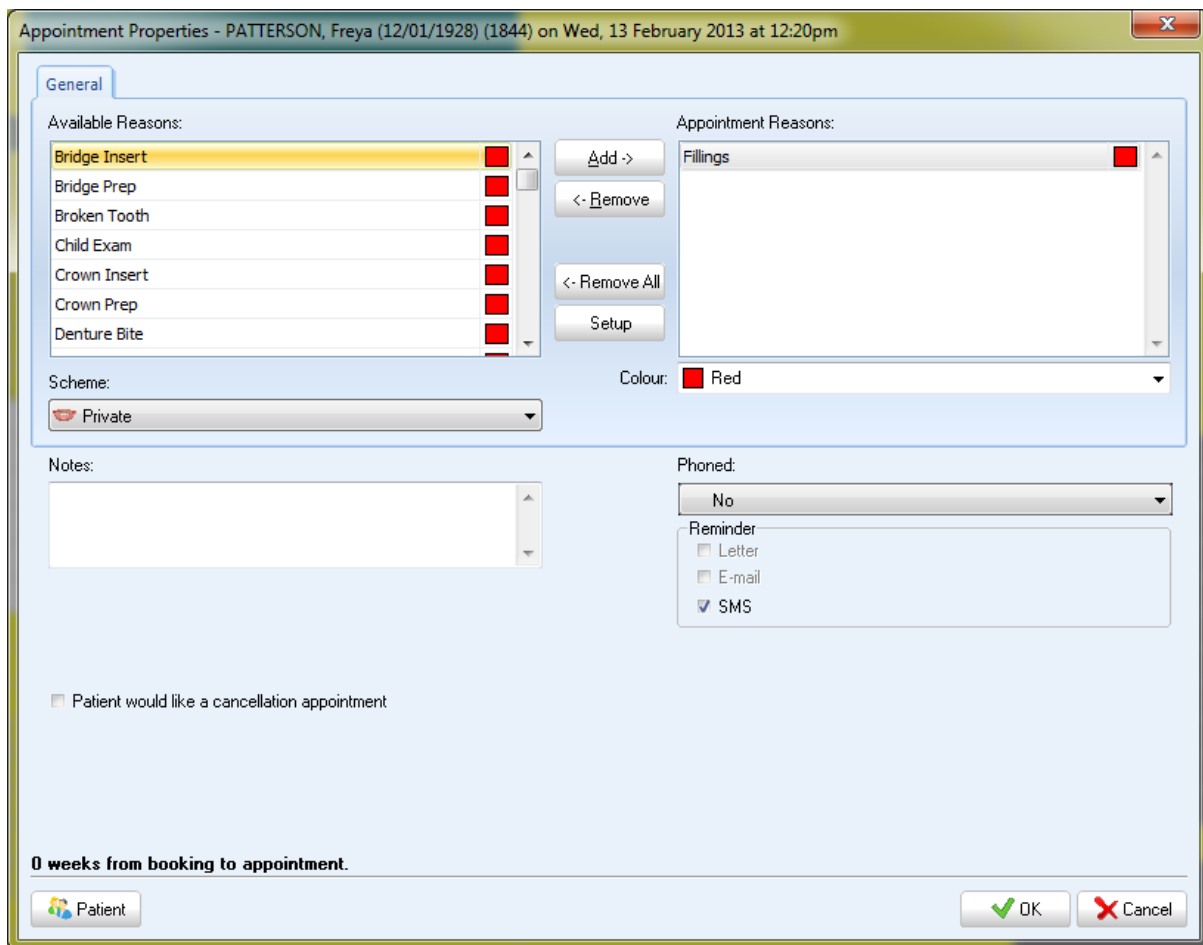 Appointment Properties - PATTERSON, Freya (12/01/1928) (1844) on Wed, 13 February 2013 at 12:20pm
General
Available Reasons:
Bridge Insert
Bridge Prep
Broken Tooth
Child Exam
Crown Insert
Crown Prep
Denture Bite
Add ->
<- Remove
<- Remove All
Setup
Appointment Reasons:
Fillings
Scheme:
Private
Colour: Red
Notes:
Phoned:
No
Reminder
Letter
E-mail
SMS
Patient would like a cancellation appointment
0 weeks from booking to appointment.
Patient
OK
Cancel